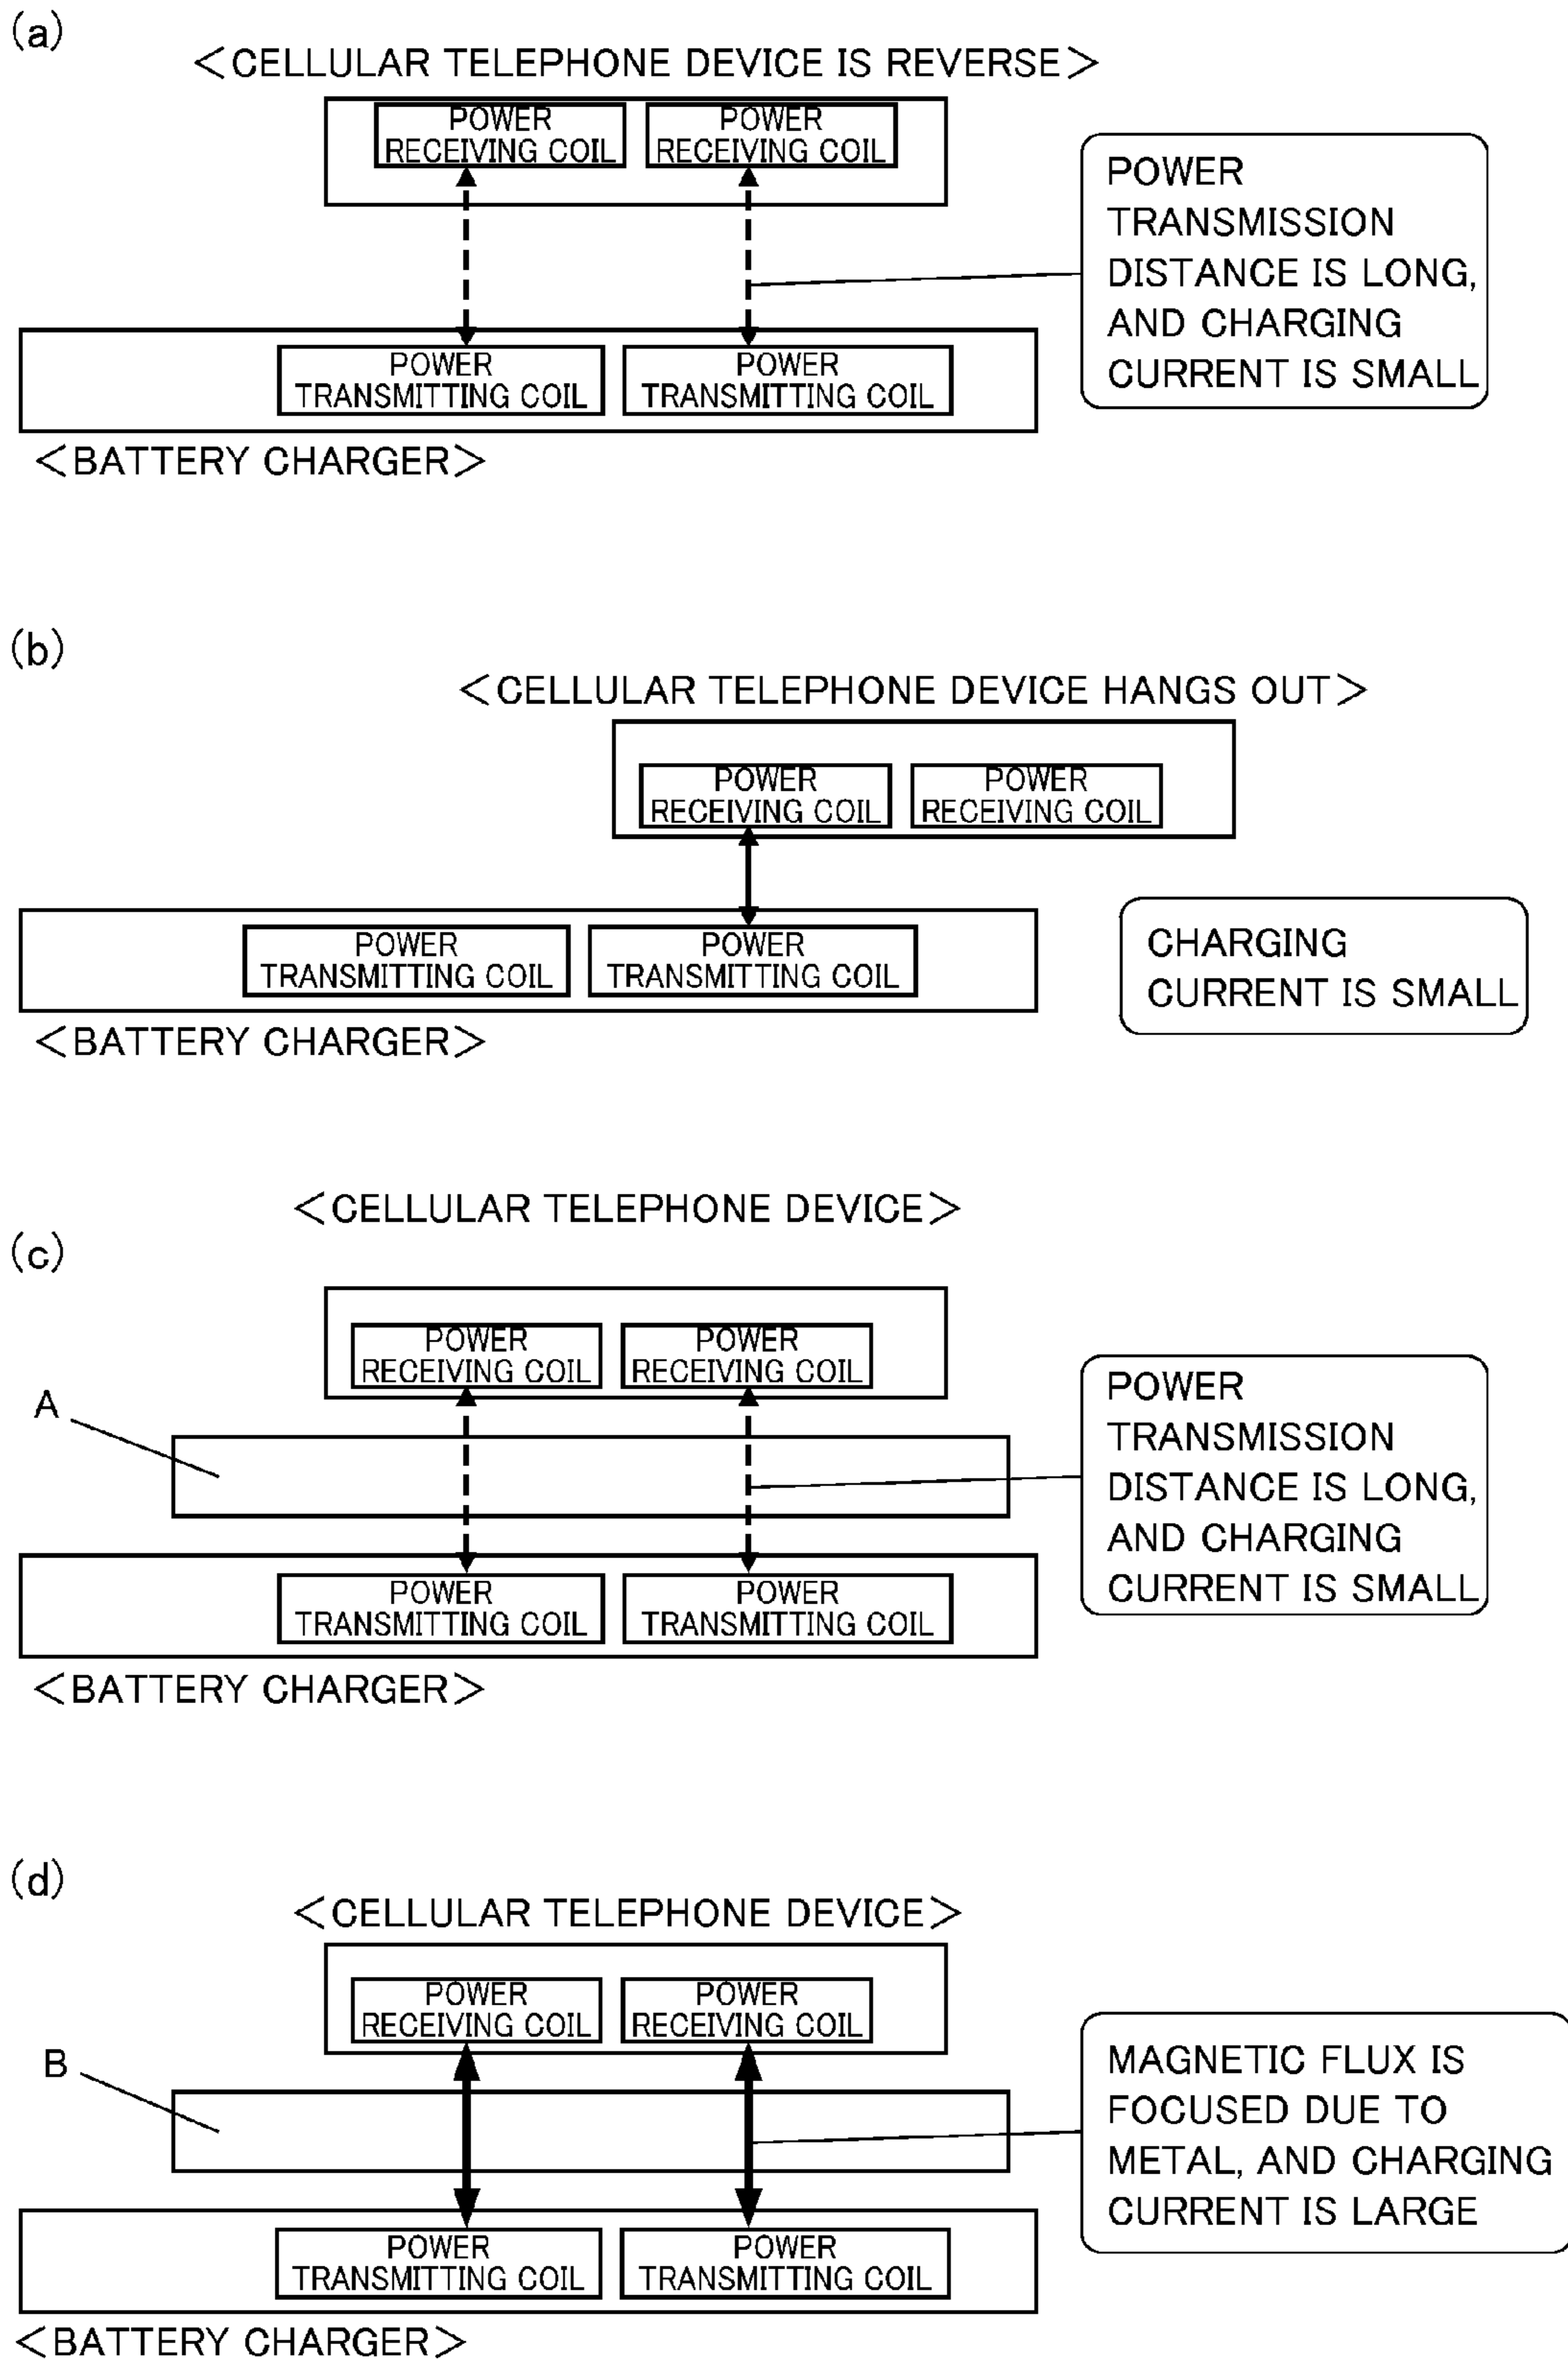 (a)
<CELLULAR TELEPHONE DEVICE IS REVERSE>
POWER
RECEIVING COIL
POWER
RECEIVING COIL
POWER
TRANSMISSION
DISTANCE IS LONG,
AND CHARGING
CURRENT IS SMALL
POWER
TRANSMITTING COIL
POWER
TRANSMITTING COIL
<BATTERY CHARGER>
(b)
<CELLULAR TELEPHONE DEVICE HANGS OUT>
POWER
RECEIVING COIL
POWER
RECEIVING COIL
POWER
TRANSMITTING COIL
POWER
TRANSMITTING COIL
CHARGING
CURRENT IS SMALL
<BATTERY CHARGER>
<CELLULAR TELEPHONE DEVICE>
(c)
POWER
RECEIVING COIL
POWER
RECEIVING COIL
A
POWER
TRANSMISSION
DISTANCE IS LONG,
AND CHARGING
CURRENT IS SMALL
POWER
TRANSMITTING COIL
POWER
TRANSMITTING COIL
<BATTERY CHARGER>
(d)
<CELLULAR TELEPHONE DEVICE>
POWER
RECEIVING COIL
POWER
RECEIVING COIL
B
MAGNETIC FLUX IS
FOCUSED DUE TO
METAL, AND CHARGING
CURRENT IS LARGE
POWER
TRANSMITTING COIL
POWER
TRANSMITTING COIL
<BATTERY CHARGER>